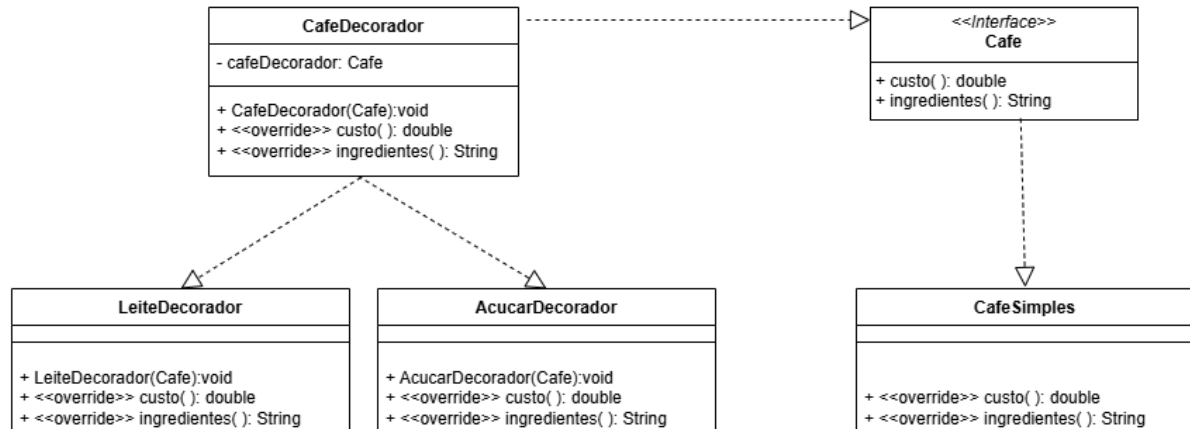 CafeDecorador
- cafeDecorador: Cafe
+ CafeDecorador(Cafe):void
+ <<override>> custo( ): double
+ <<override>> ingredientes( ): String
<<Interface>>
Cafe
+ custo( ): double
+ ingredientes( ): String
LeiteDecorador
+ LeiteDecorador(Cafe):void
+ <<override>> custo( ): double
+ <<override>> ingredientes( ): String
AcucarDecorador
+ AcucarDecorador(Cafe):void
+ <<override>> custo( ): double
+ <<override>> ingredientes( ): String
CafeSimples
+ <<override>> custo( ): double
+ <<override>> ingredientes( ): String